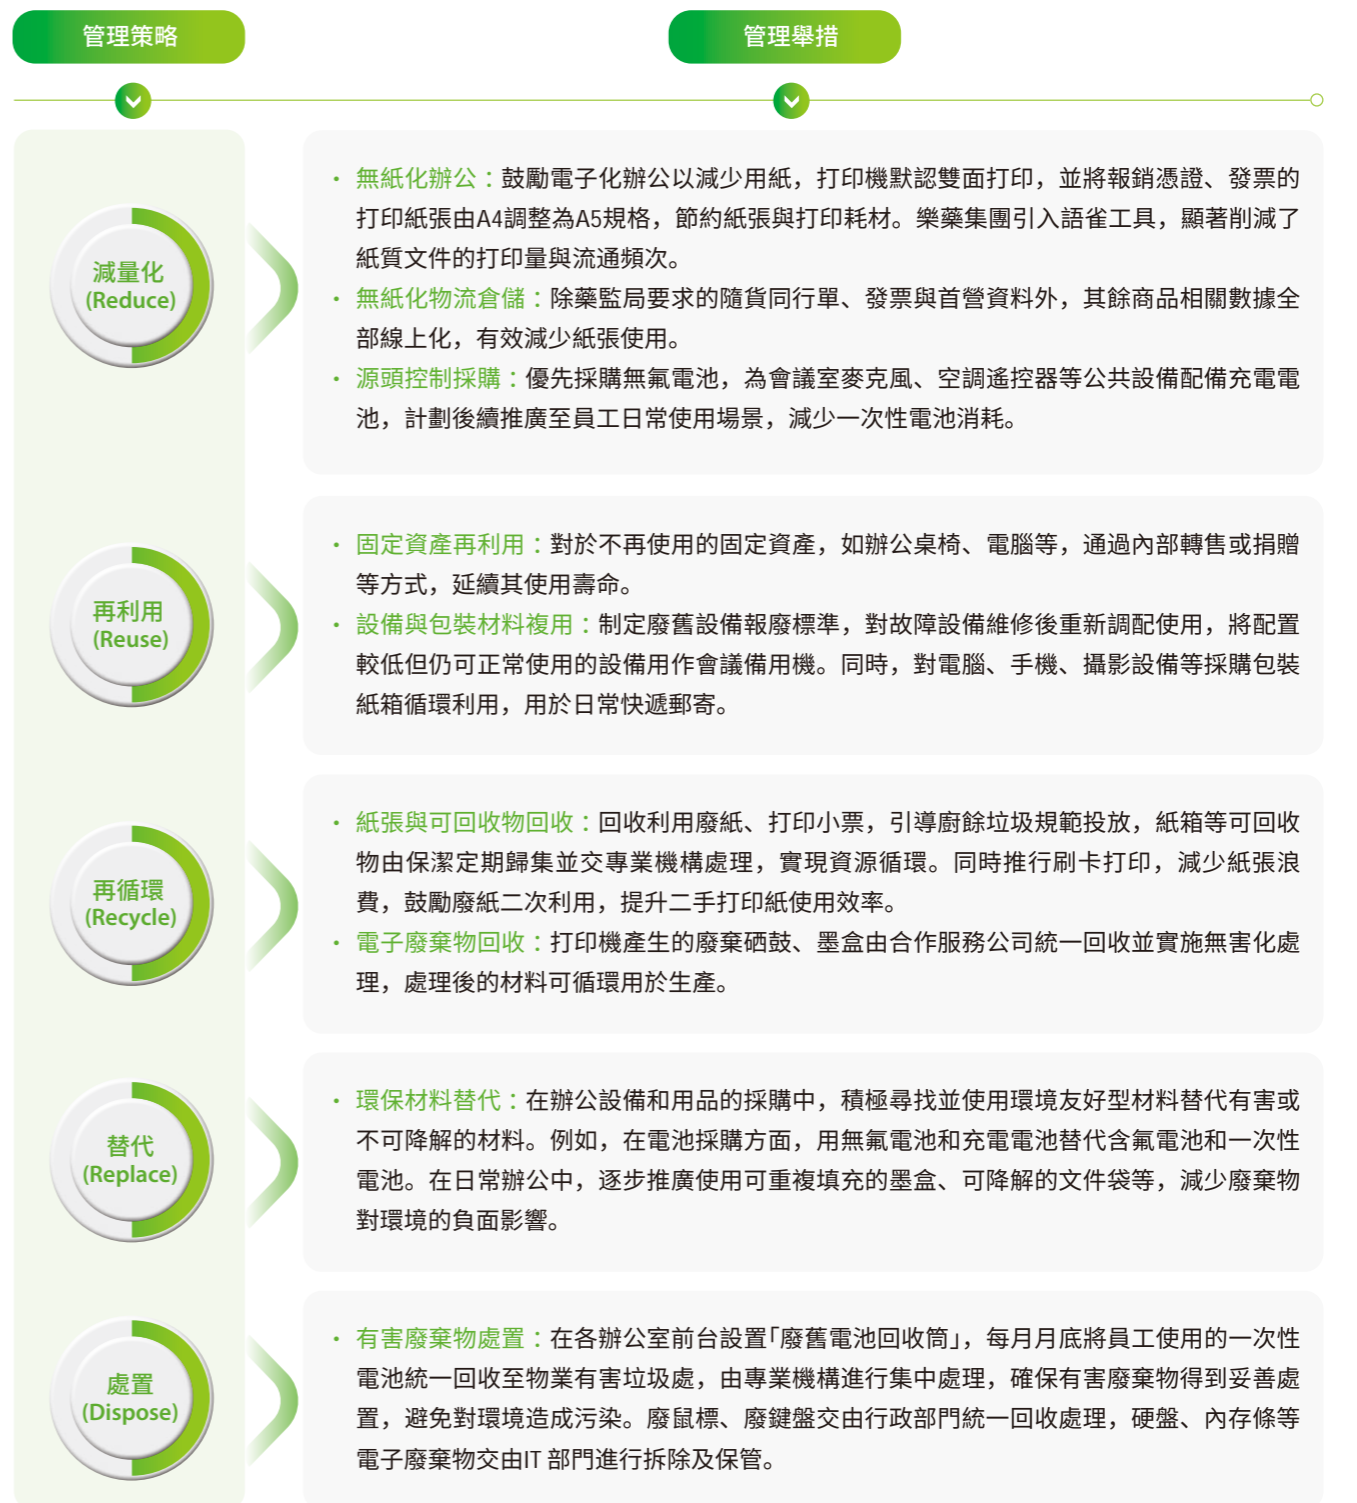 管理策略
管理舉措
減量化
(Reduce)
• 無紙化辦公：鼓勵電子化辦公以減少用紙，打印機默認雙面打印，並將報銷憑證、發票的
打印紙張由A4調整為A5規格，節約紙張與打印耗材。樂藥集團引入語雀工具，顯著削減了
紙質文件的打印量與流通頻次。
• 無紙化物流倉儲：除藥監局要求的隨貨同行單、發票與首營資料外，其餘商品相關數據全
部線上化，有效減少紙張使用。
• 源頭控制採購：優先採購無氟電池，為會議室麥克風、空調遙控器等公共設備配備充電電
池，計劃後續推廣至員工日常使用場景，減少一次性電池消耗。
再利用
(Reuse)
• 固定資產再利用：對於不再使用的固定資產，如辦公桌椅、電腦等，通過內部轉售或捐贈
等方式，延續其使用壽命。
• 設備與包裝材料複用：制定廢舊設備報廢標準，對故障設備維修後重新調配使用，將配置
較低但仍可正常使用的設備用作會議備用機。同時，對電腦、手機、攝影設備等採購包裝
紙箱循環利用，用於日常快遞郵寄。
再循環
(Recycle)
• 紙張與可回收物回收：回收利用廢紙、打印小票，引導廚餘垃圾規範投放，紙箱等可回收
物由保潔定期歸集並交專業機構處理，實現資源循環。同時推行刷卡打印，減少紙張浪
費，鼓勵廢紙二次利用，提升二手打印紙使用效率。
• 電子廢棄物回收：打印機產生的廢棄硒鼓、墨盒由合作服務公司統一回收並實施無害化處
理，處理後的材料可循環用於生產。
替代
(Replace)
• 環保材料替代：在辦公設備和用品的採購中，積極尋找並使用環境友好型材料替代有害或
不可降解的材料。例如，在電池採購方面，用無氟電池和充電電池替代含氟電池和一次性
電池。在日常辦公中，逐步推廣使用可重複填充的墨盒、可降解的文件袋等，減少廢棄物
對環境的負面影響。
處置
(Dispose)
• 有害廢棄物處置：在各辦公室前台設置「廢舊電池回收筒」，每月月底將員工使用的一次性
電池統一回收至物業有害垃圾處，由專業機構進行集中處理，確保有害廢棄物得到妥善處
置，避免對環境造成污染。廢鼠標、廢鍵盤交由行政部門統一回收處理，硬盤、內存條等
電子廢棄物交由IT 部門進行拆除及保管。